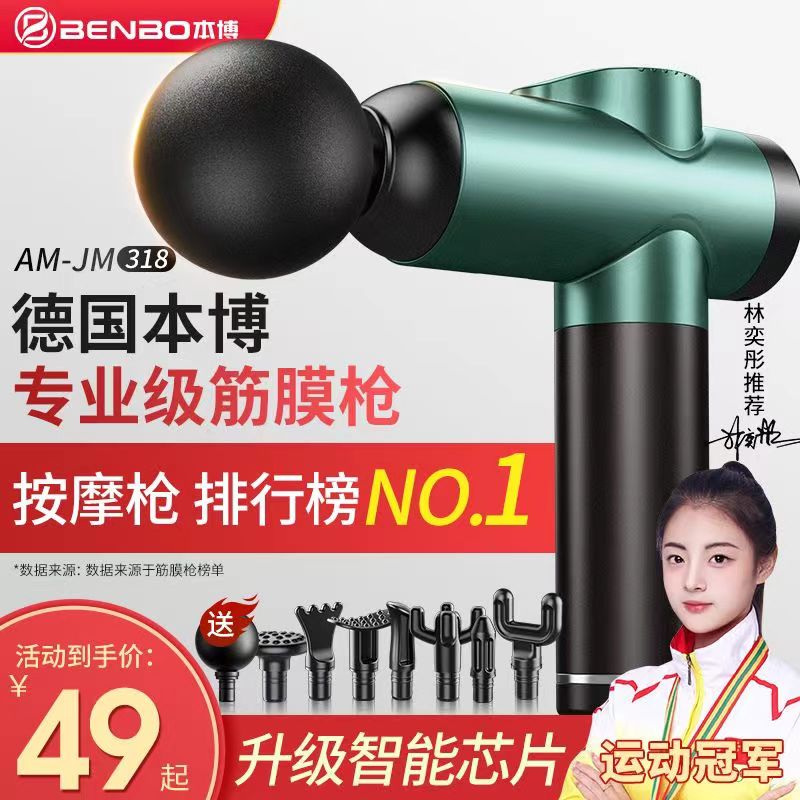 BENBO本博
AM-JM 318
德国本博
专业级筋膜枪
林奕彤推荐
按摩枪 排行榜NO.1
*数据来源：数据来源于筋膜枪榜单
送
活动到手价：
¥49起
升级智能芯片
运动冠军